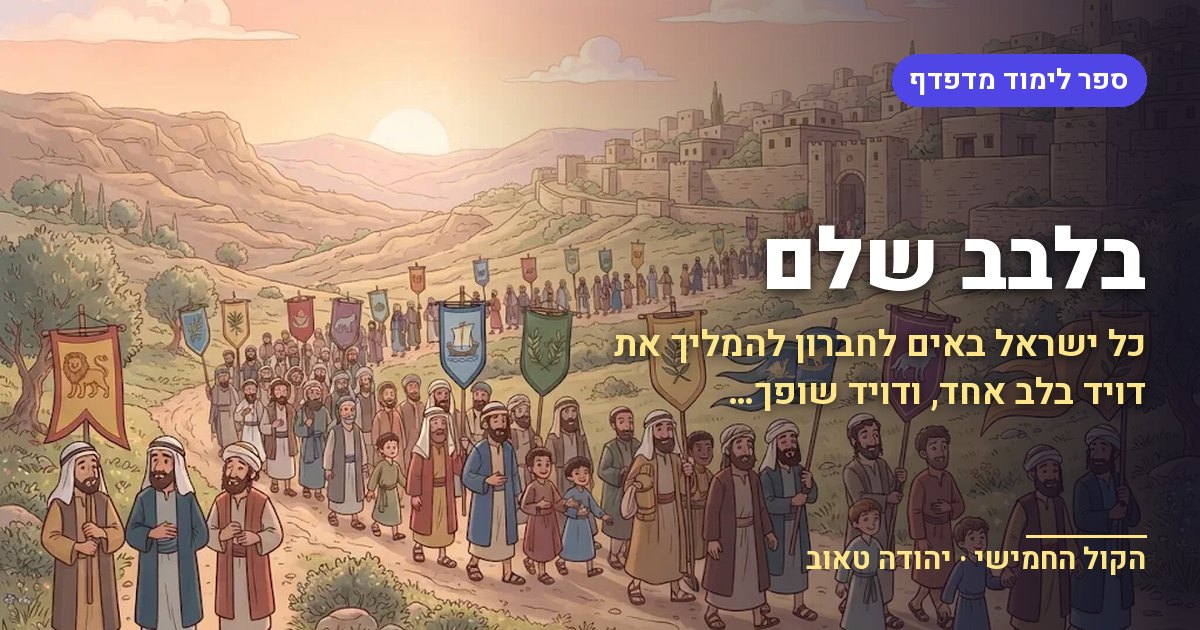 ספר לימוד מדפדף
בלבב שלם
כל ישראל באים לחברון להמליך את
דויד בלב אחד, ודויד שופך...
הקול החמישי · יהודה טאוב